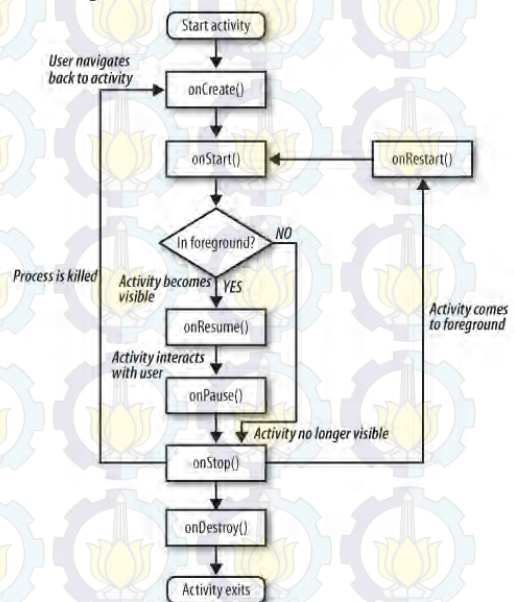 Start activity
User navigates
back to activity
onCreate()
onStart()
onRestart()
In foreground?
NO
Process is killed
Activity becomes
visible
YES
Activity comes
to foreground
onResume()
Activity interacts
with user
onPause()
Activity no longer visible
onStop()
onDestroy()
Activity exits